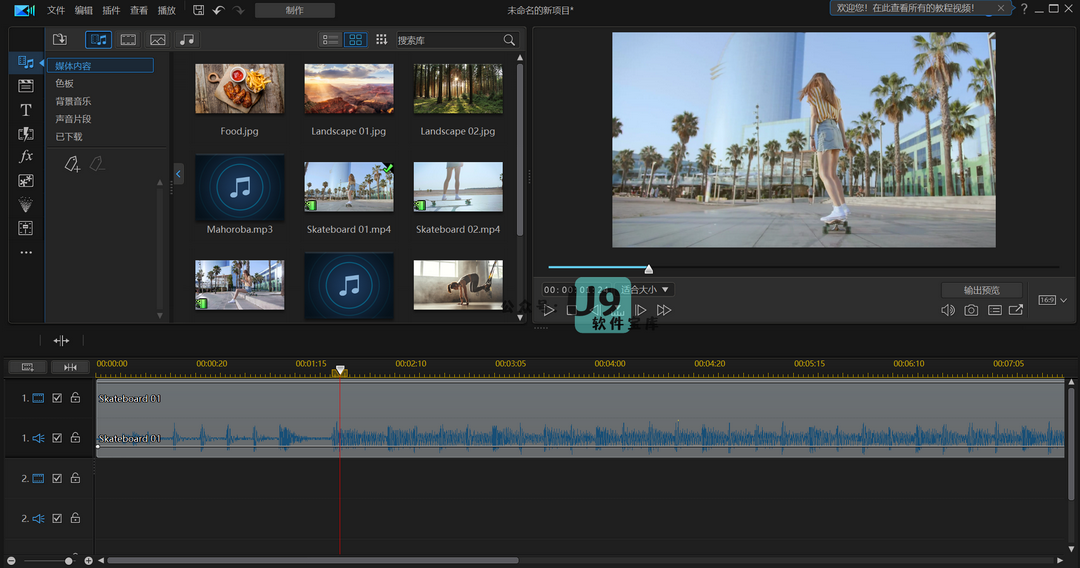 文件 编辑 插件 查看 播放
制作
未命名的新项目*
欢迎您！在此查看所有的教程视频！
搜索库
媒体内容
色板
背景音乐
声音片段
已下载
Food.jpg
Landscape 01.jpg
Landscape 02.jpg
Mahoroba.mp3
Skateboard 01.mp4
Skateboard 02.mp4
适合大小
输出预览
16:9
公众号:
U9
软件宝库
00:00:00 00:00:20 00:01:15 00:02:10 00:03:05 00:04:00 00:04:20 00:05:15 00:06:10 00:07:05
1.
Skateboard 01
1.
Skateboard 01
2.
2.